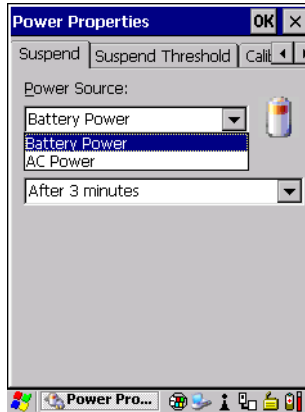 Power Properties OK ×
Suspend Suspend Threshold
Power Source:
Battery Power
Battery Power
AC Power
After 3 minutes
Power Pro...